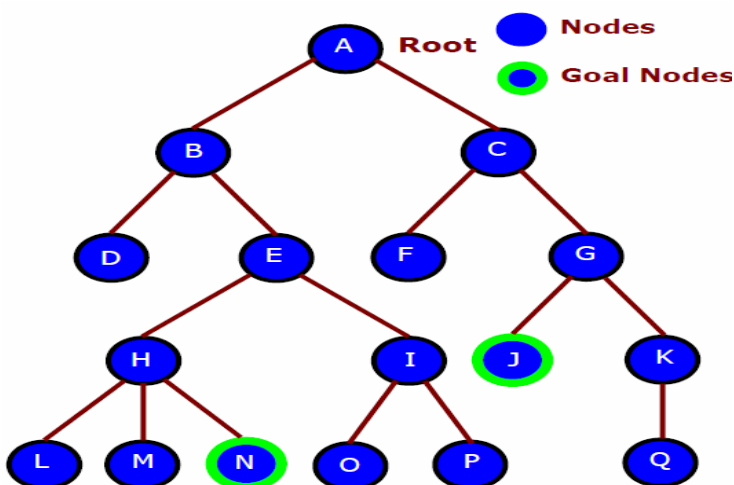 A Root Nodes
Goal Nodes
B C
D E F G
H I J K
L M N O P Q